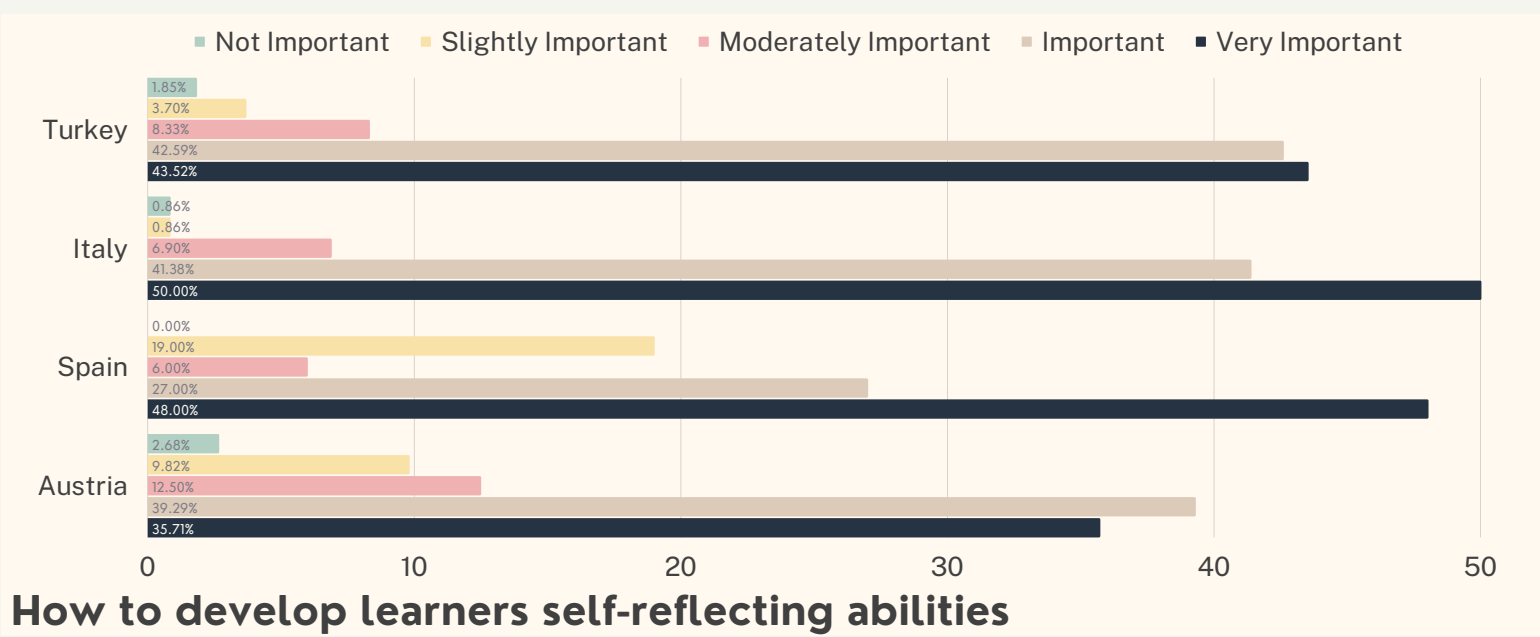 Not Important Slightly Important Moderately Important Important Very Important
Turkey
1.85%
3.70%
8.33%
42.59%
43.52%
Italy
0.86%
0.86%
6.90%
41.38%
50.00%
Spain
0.00%
19.00%
6.00%
27.00%
48.00%
Austria
2.68%
9.82%
12.50%
39.29%
35.71%
0 10 20 30 40 50
How to develop learners self-reflecting abilities